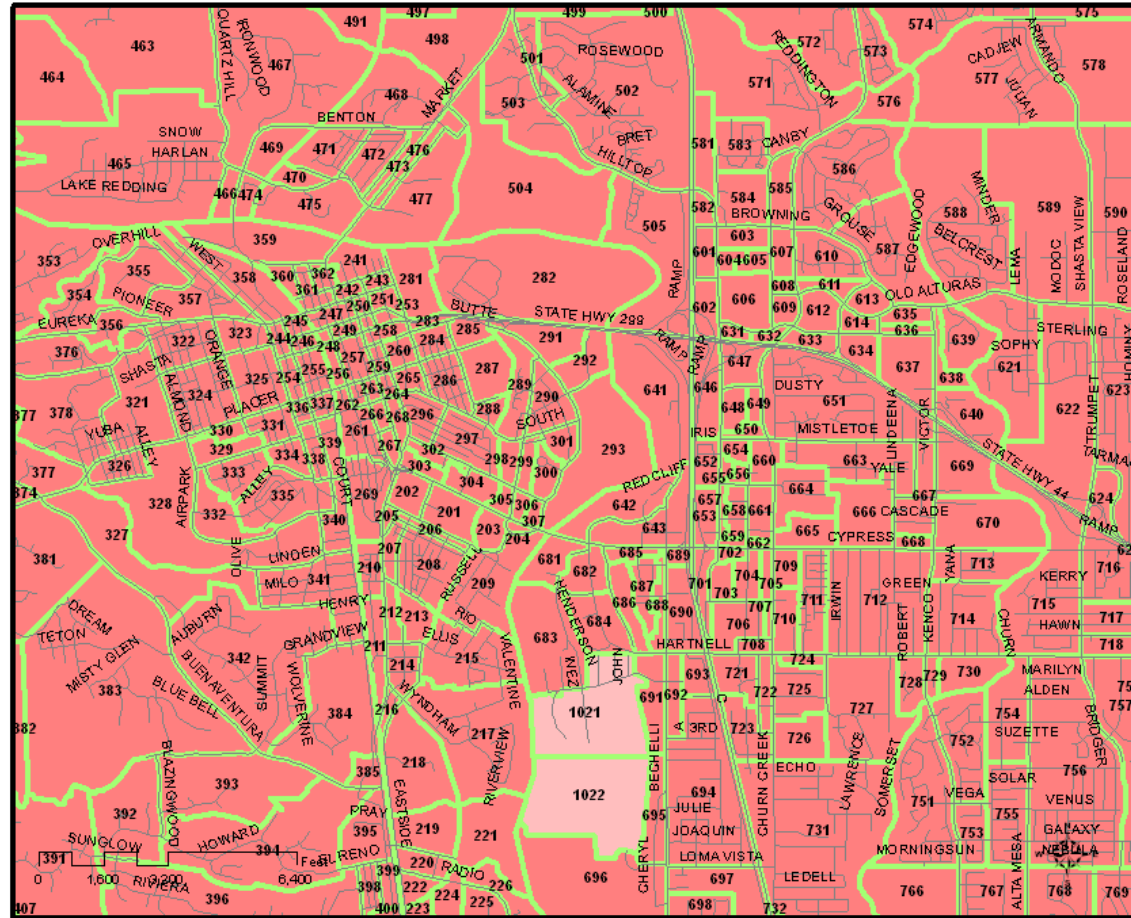 491 497 499 500 574 575
463 QUARTZ HILL IRONWOOD 498 ROSEWOOD REDDINGTON 572 573 CADJEW ARMANDO
464 467 501 502 571 577 578
468 MARKET 503 ALAMINE JULIAN
BENTON 576
SNOW 469 471 472 476 BRET 581 583 CANBY
HARLAN 473 HILLTOP 586
465 470 504 585 MINDER
LAKE REDDING 466 474 475 477 584 GROUSE 588 589 590
582 BROWNING EDGEWOOD BELCREST
OVERHILL 359 505 603 587 LEMA MODOC SHASTA VIEW ROSELAND
353 WEST 241 601 607 610
355 358 360 362 243 281 282 604 605
354 357 361 242 251 RAMP 608 611 OLD ALTURAS
PIONEER 247 250 253 BUTTE 602 606 609 612 613
EUREKA 356 323 245 249 258 283 STATE HWY 299 614 635 STERLING
376 322 ORANGE 244 246 248 284 285 291 RAMP RAMP 631 632 633 636 639 SOPHY HOMINY
SHASTA 257 260 292 647 634 637 621
ALMOND 325 254 255 256 259 265 286 287 289 641 646 DUSTY 638 623
377 378 321 324 PLACER 263 264 290 648 649 651 LINDEENA VICTOR 640 622
YUBA ALLEY 330 336 337 262 266 268 296 288 SOUTH 650 MISTLETOE STATE HWY 44
331 261 297 301 293 IRIS
329 339 267 302 298 299 654 663 669
377 326 333 334 338 303 300 REDCLIFF 652 656 660 YALE
374 AIRPARK ALLEY COURT 304 655 664 667 624
328 335 269 202 305 306 642 657 658 661 666 CASCADE 670 RAMP
332 340 205 201 307 643 653 665
327 206 203 204 659 662 CYPRESS 668
381 OLIVE LINDEN 207 681 685 689 702 709 YANA 713 716
210 208 RUSSELL 682 687 701 704 705 KERRY
MILO 341 209 HENDERSON 686 688 703 711 IRWIN 712 GREEN 715 717
DREAM AUBURN HENRY 212 213 RIO 684 690 706 707 710 ROBERT KENCO 714 CHURN HAWN
TETON GRANDVIEW 211 ELLIS VALENTINE 683 HARTNELL 708 718
MISTY GLEN 342 214 215 INEZ JOHN 724 MARILYN
383 BUENAVENTURA SUMMIT WOLVERINE 693 721 728 729 730 ALDEN
BLUE BELL 384 216 WYNDHAM 1021 691 692 722 725 727 754 757
382 217 A 3RD C 723 SUZETTE BRIDGER
BLAZINGWOOD 218 RIVERVIEW BECHELLI CHURN CREEK 726 752
385 ECHO LAWRENCE SOMERSET SOLAR 756
393 EASTSIDE 1022 694 751 VEGA VENUS
392 PRAY JULIE 755
395 219 221 695 JOAQUIN 731 753 GALAXY
SUNGLOW HOWARD 394 EL RENO CHERYL MORNINGSUN NEBULA
391 Feet 220 RADIO LOMA VISTA
0 1,600 3,200 6,400 399 696 697 LEDELL ALTA MESA
RIVIERA 396 398 222 224 226 766 767 768 769
407 400 223 225 698 732